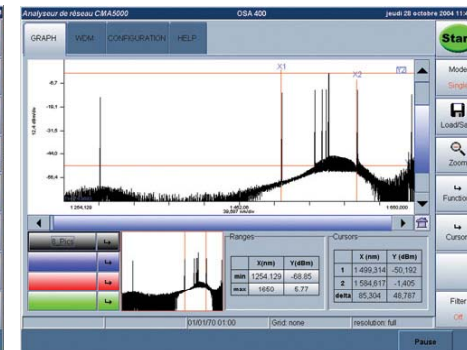 Analyseur de réseau CMA5000 OSA 400 jeudi 28 octobre 2004 11:4
GRAPH WDM CONFIGURATION HELP
Star
Mode
Single
Load/Sa
Zoom
Function
Cursor
Filter
Off
X1 X2
-6,7
-19,1
-31,5
-44,0
-56,4
12,4 dBm/div
1 254,129 1 660,000
Ranges
X(nm) Y(dBm)
min 1254.129 -68.85
max 1660 6.77
Cursors
X (nm) Y (dBm)
1 1 499,314 -50,192
2 1 584,617 -1,405
delta 85,304 48,787
01/01/70 01:00 Grid: none resolution: full
Pause